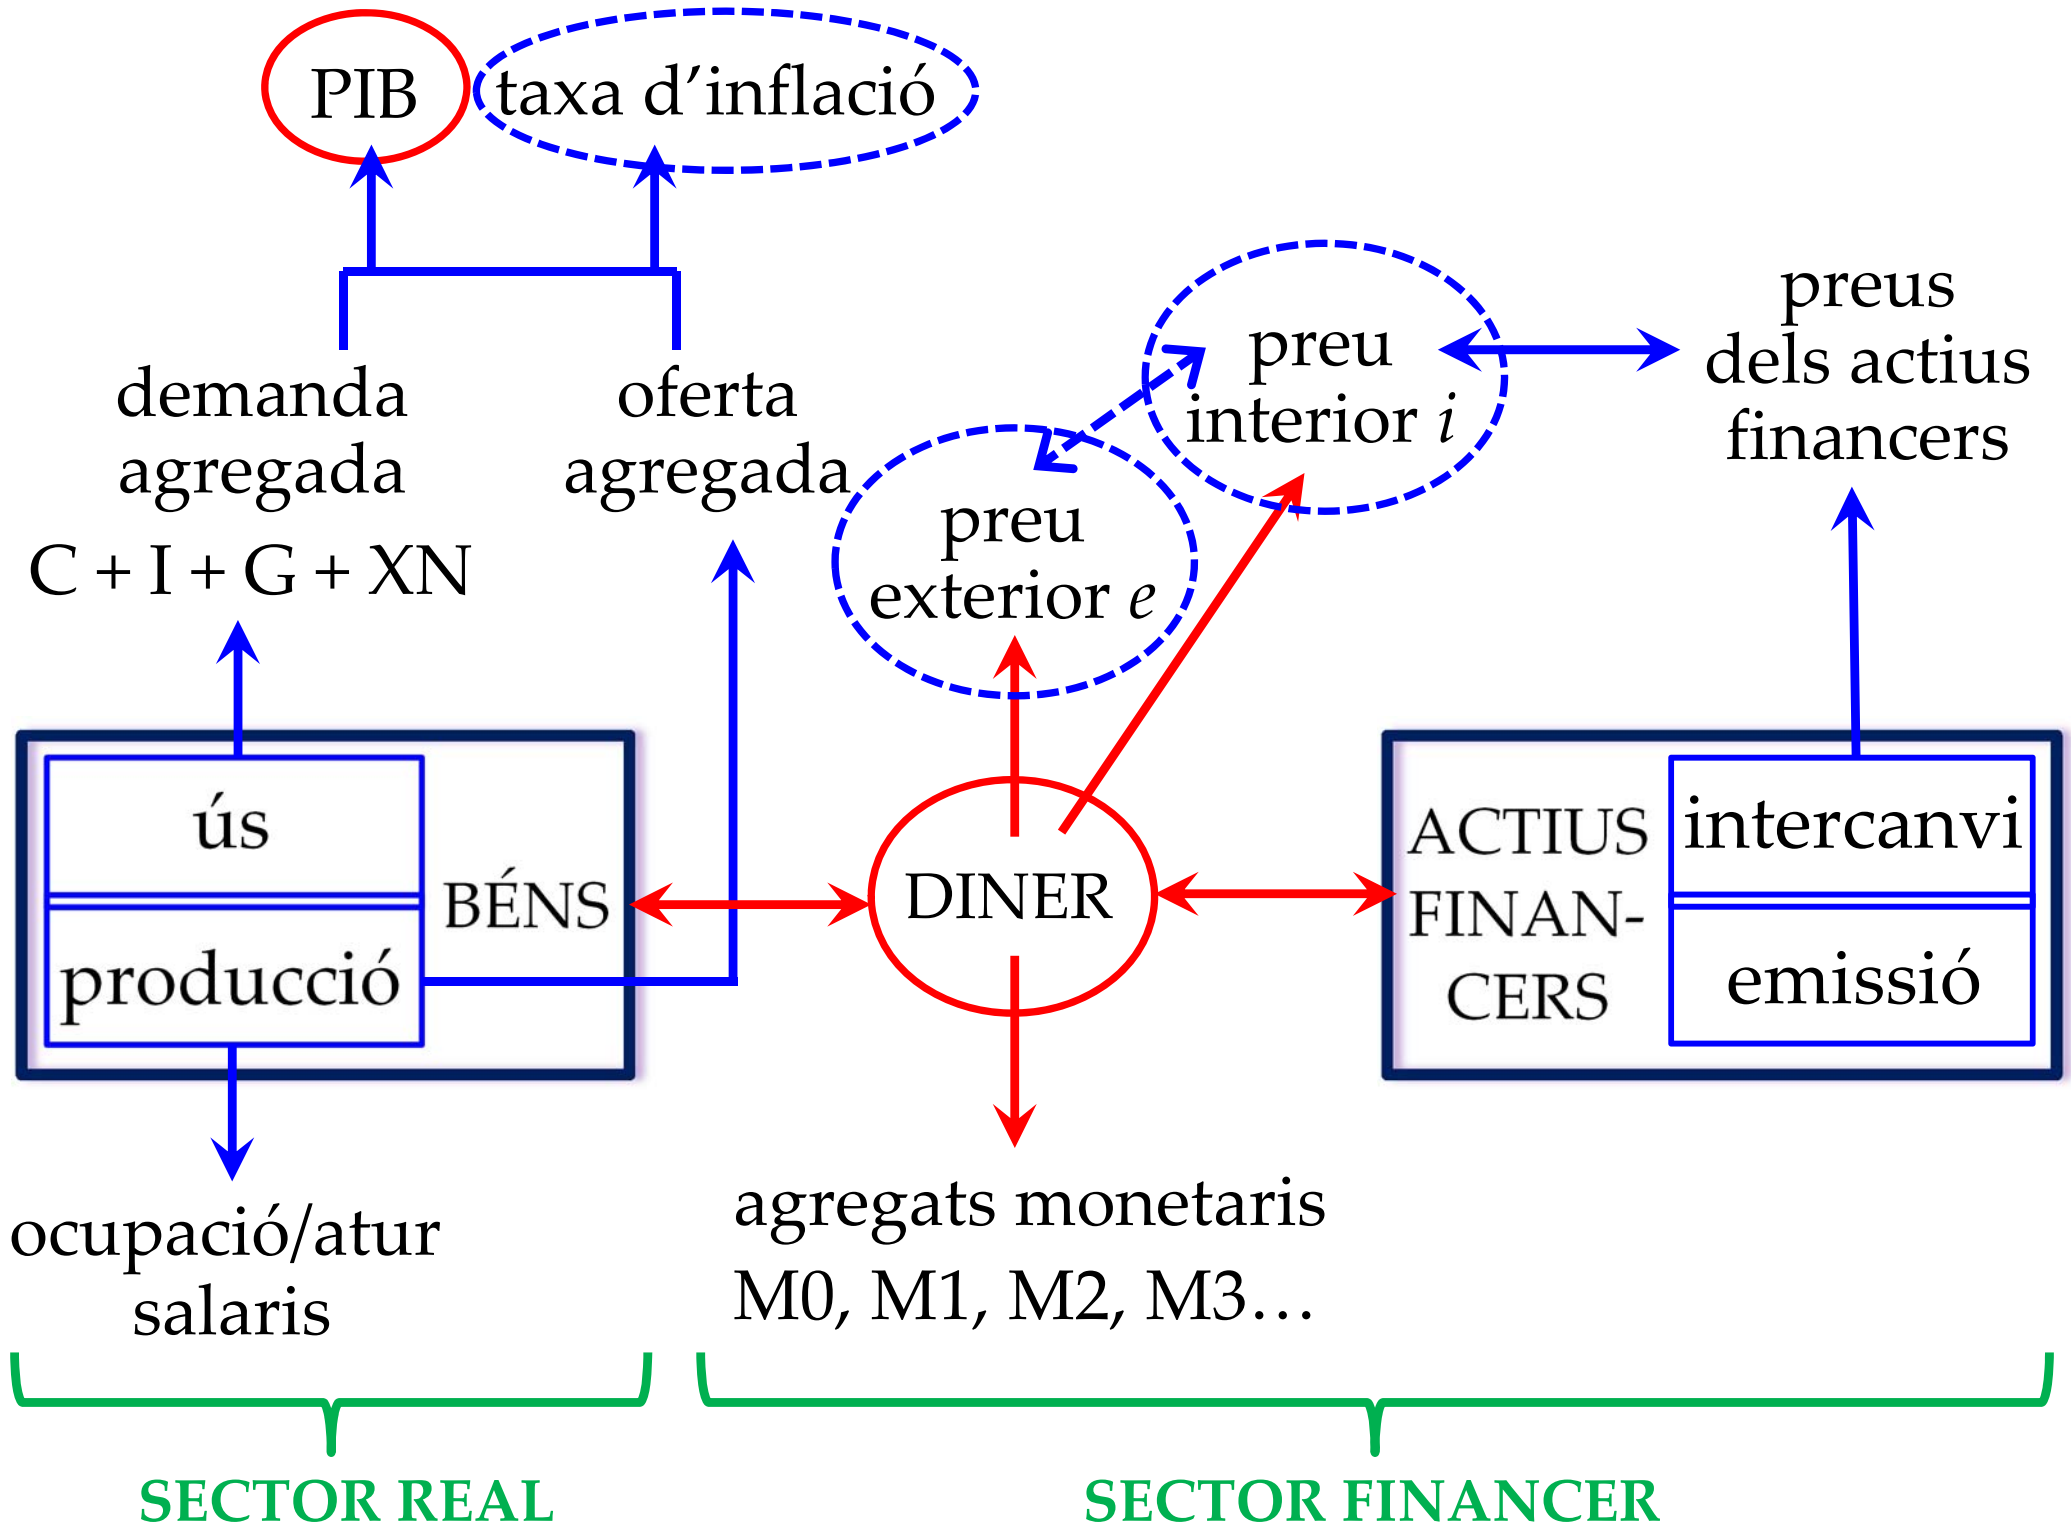 PIB
taxa d’inflació
demanda
agregada
C + I + G + XN
oferta
agregada
preu
exterior e
preu
interior i
preus
dels actius
financers
ús
producció
BÉNS
DINER
ACTIUS
FINAN-
CERS
intercanvi
emissió
ocupació/atur
salaris
agregats monetaris
M0, M1, M2, M3…
SECTOR REAL
SECTOR FINANCER